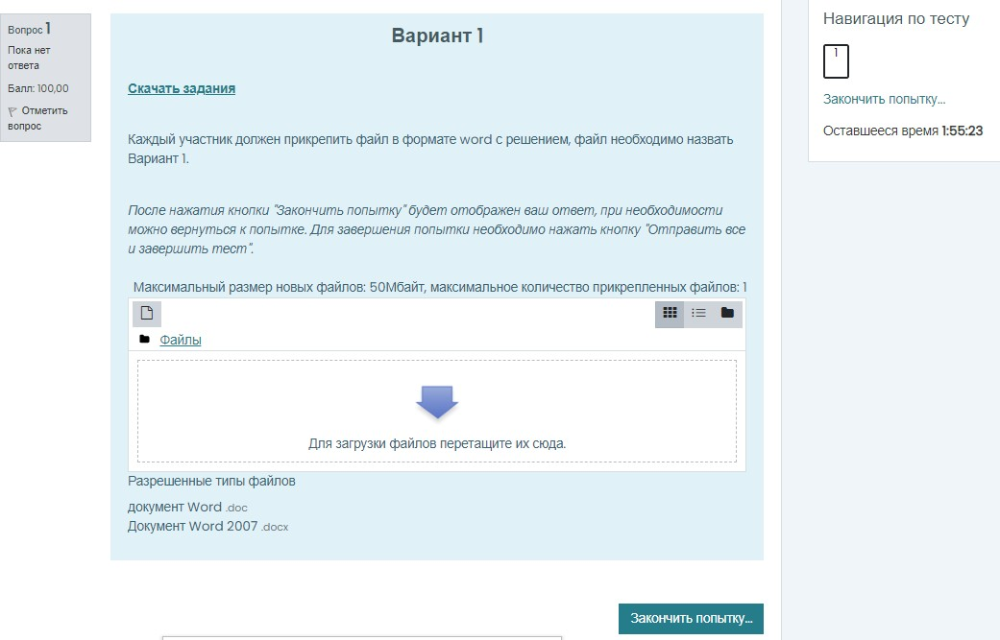 Вопрос 1
Пока нет
ответа
Балл: 100,00
Отметить
вопрос
Вариант 1
Скачать задания
Каждый участник должен прикрепить файл в формате word с решением, файл необходимо назвать
Вариант 1.
После нажатия кнопки "Закончить попытку" будет отображен ваш ответ, при необходимости
можно вернуться к попытке. Для завершения попытки необходимо нажать кнопку "Отправить все
и завершить тест".
Максимальный размер новых файлов: 50Мбайт, максимальное количество прикрепленных файлов: 1
Файлы
Для загрузки файлов перетащите их сюда.
Разрешенные типы файлов
документ Word .doc
Документ Word 2007 .docx
Закончить попытку...
Навигация по тесту
1
Закончить попытку...
Оставшееся время 1:55:23